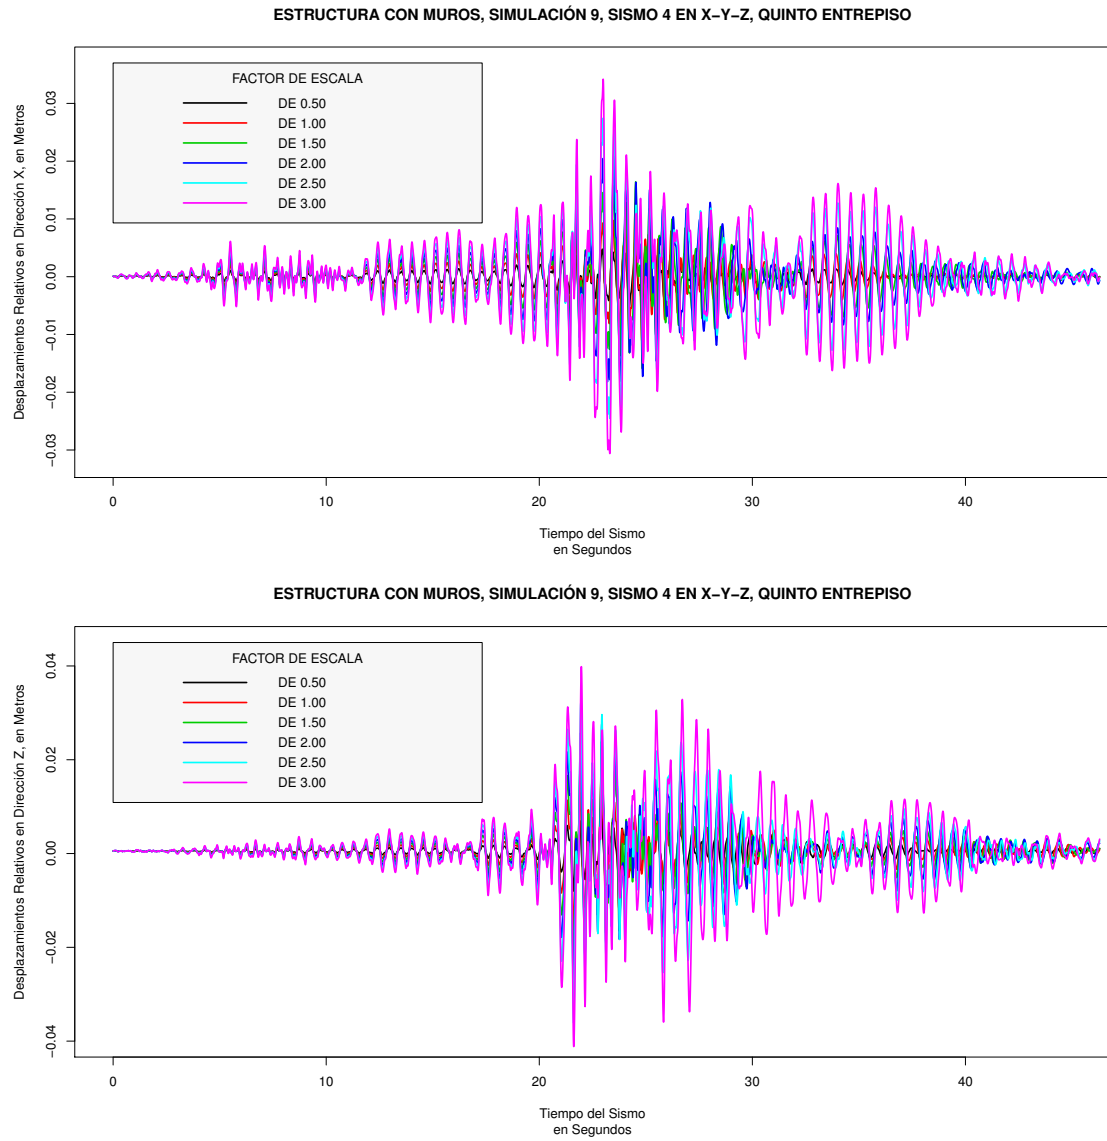 ESTRUCTURA CON MUROS, SIMULACIÓN 9, SISMO 4 EN X−Y−Z, QUINTO ENTREPISO
Desplazamientos Relativos en Dirección X, en Metros
0.03
0.02
0.01
0.00
−0.01
−0.02
−0.03
FACTOR DE ESCALA
DE 0.50
DE 1.00
DE 1.50
DE 2.00
DE 2.50
DE 3.00
0 10 20 30 40
Tiempo del Sismo
en Segundos
ESTRUCTURA CON MUROS, SIMULACIÓN 9, SISMO 4 EN X−Y−Z, QUINTO ENTREPISO
Desplazamientos Relativos en Dirección Z, en Metros
0.04
0.02
0.00
−0.02
−0.04
FACTOR DE ESCALA
DE 0.50
DE 1.00
DE 1.50
DE 2.00
DE 2.50
DE 3.00
0 10 20 30 40
Tiempo del Sismo
en Segundos